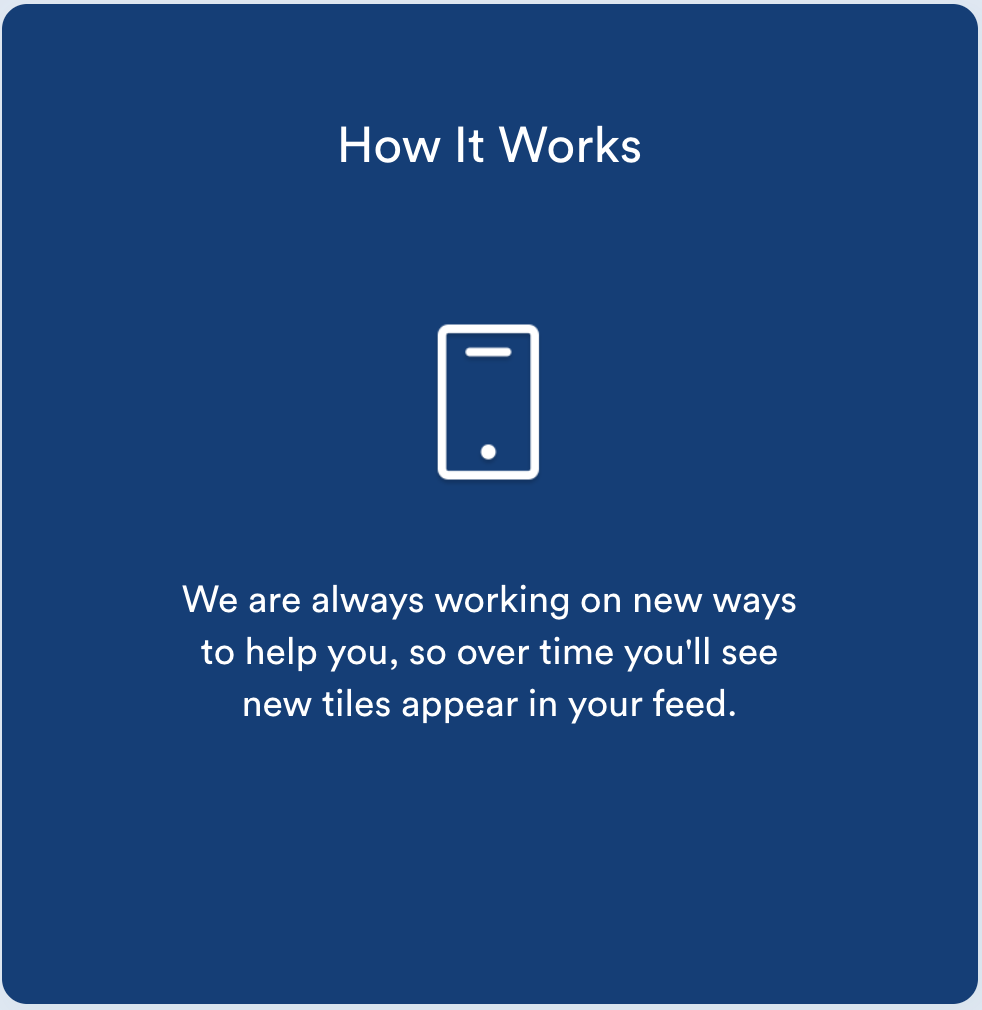 How It Works
We are always working on new ways
to help you, so over time you'll see
new tiles appear in your feed.